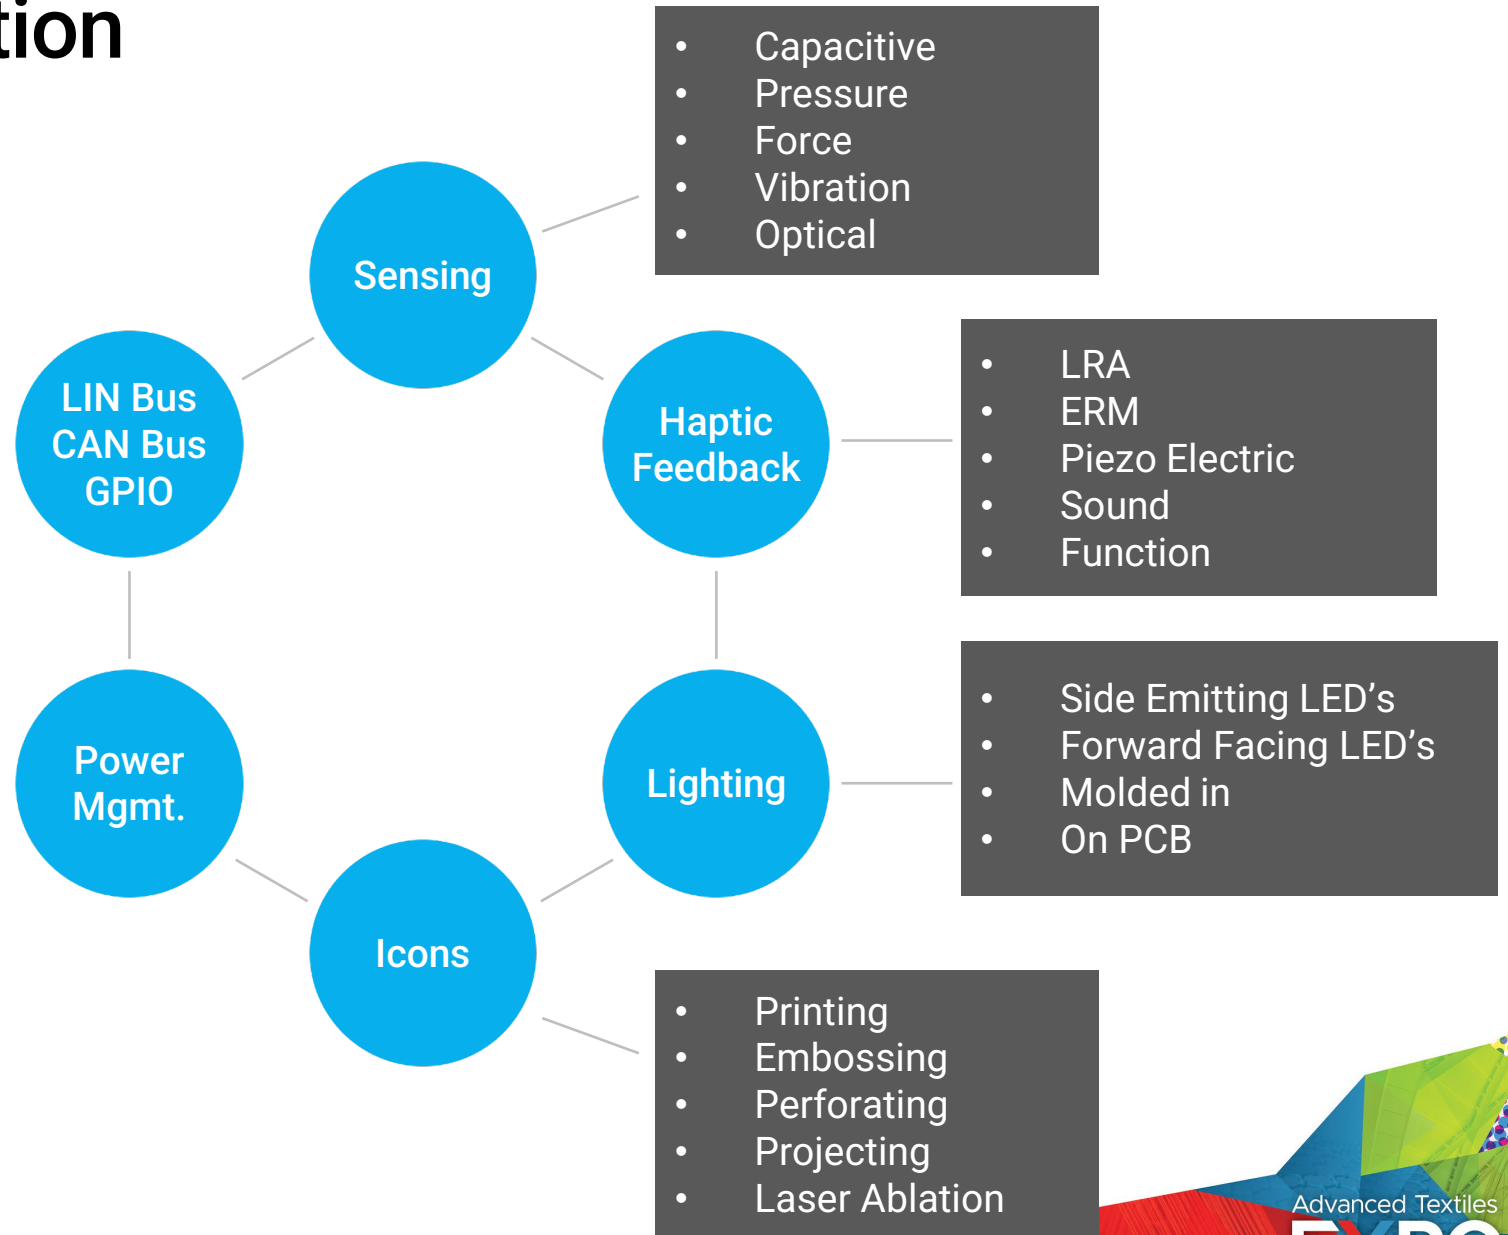 tion
• Capacitive
• Pressure
• Force
• Vibration
• Optical
Sensing
LIN Bus
CAN Bus
GPIO
Haptic
Feedback
• LRA
• ERM
• Piezo Electric
• Sound
• Function
Power
Mgmt.
Lighting
• Side Emitting LED’s
• Forward Facing LED’s
• Molded in
• On PCB
Icons
• Printing
• Embossing
• Perforating
• Projecting
• Laser Ablation
Advanced Textiles
EXPO